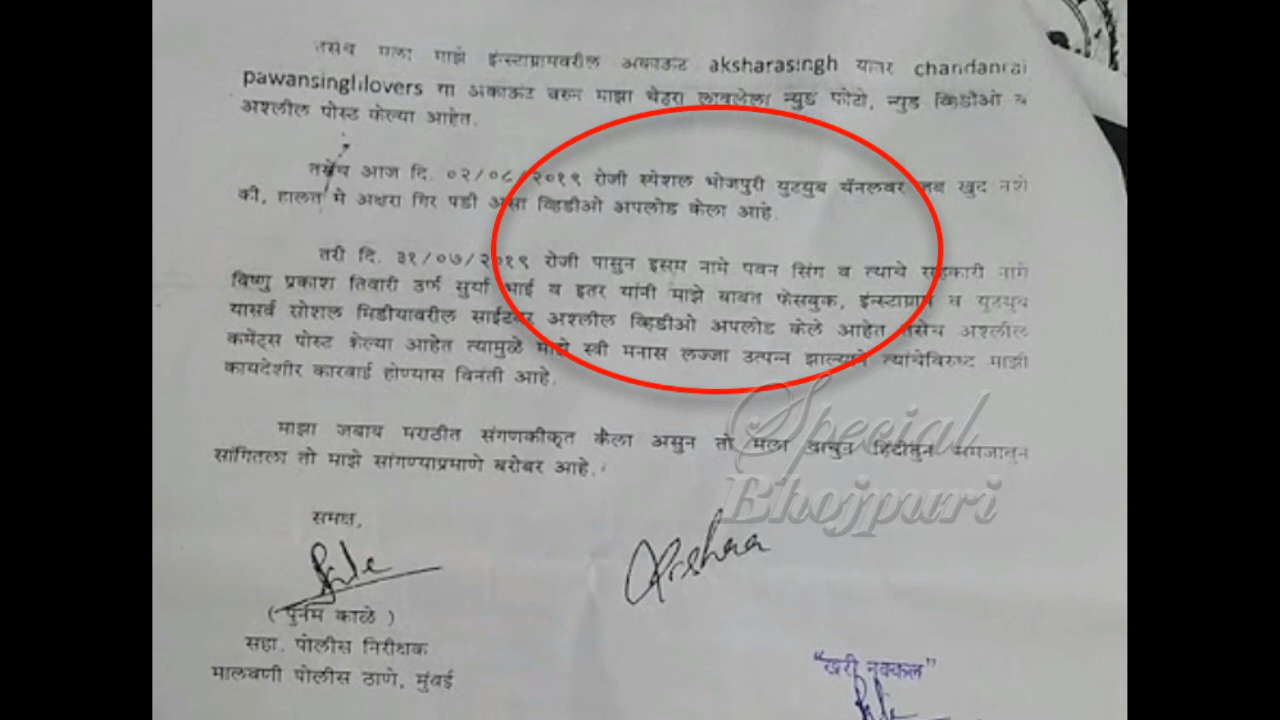 तसेच मला माझे इंन्स्टाग्रामवरील अकाऊंट aksharasingh यावर chandanrai
pawansinghlovers या अकाऊंट वरुन माझा चेहरा लावलेला न्युड फोटो, न्युड व्हिडीओ व
अश्लील पोस्ट केल्या आहेत.
तसेच आज दि. ०२/०८/२०१९ रोजी स्पेशल भोजपुरी युटयुब चॅनलवर जब खुद नशे
की, हालत मे अक्षरा गिर पडी असा व्हिडीओ अपलोड केला आहे.
तरी दि. ३१/०७/२०१९ रोजी पासुन इसम नामे पवन सिंग व त्याचे सहकारी नामे
विष्णु प्रकाश तिवारी उर्फ सुर्या भाई व इतर यांनी माझे बाबत फेसबुक, इंन्स्टाग्राम व युटयुब
यासर्व सोशल मिडीयावरील साईटवर अश्लील व्हिडीओ अपलोड केले आहेत तसेच अश्लील
कमेंट्स पोस्ट केल्या आहेत त्यामुळे माझे स्त्री मनास लज्जा उत्पन्न झाल्याने त्यांचेविरुध्द माझी
कायदेशीर कारवाई होण्यास विनंती आहे.
माझा जबाब मराठीत संगणकीकृत केला असुन तो मला वाचुन हिंदीतुन समजावुन
सांगितला तो माझे सांगण्याप्रमाणे बरोबर आहे.
Special
Bhojpuri
समक्ष,
Akshara
(पुनम काळे)
सहा. पोलीस निरीक्षक
मालवणी पोलीस ठाणे, मुंबई
"खरी नक्कल"